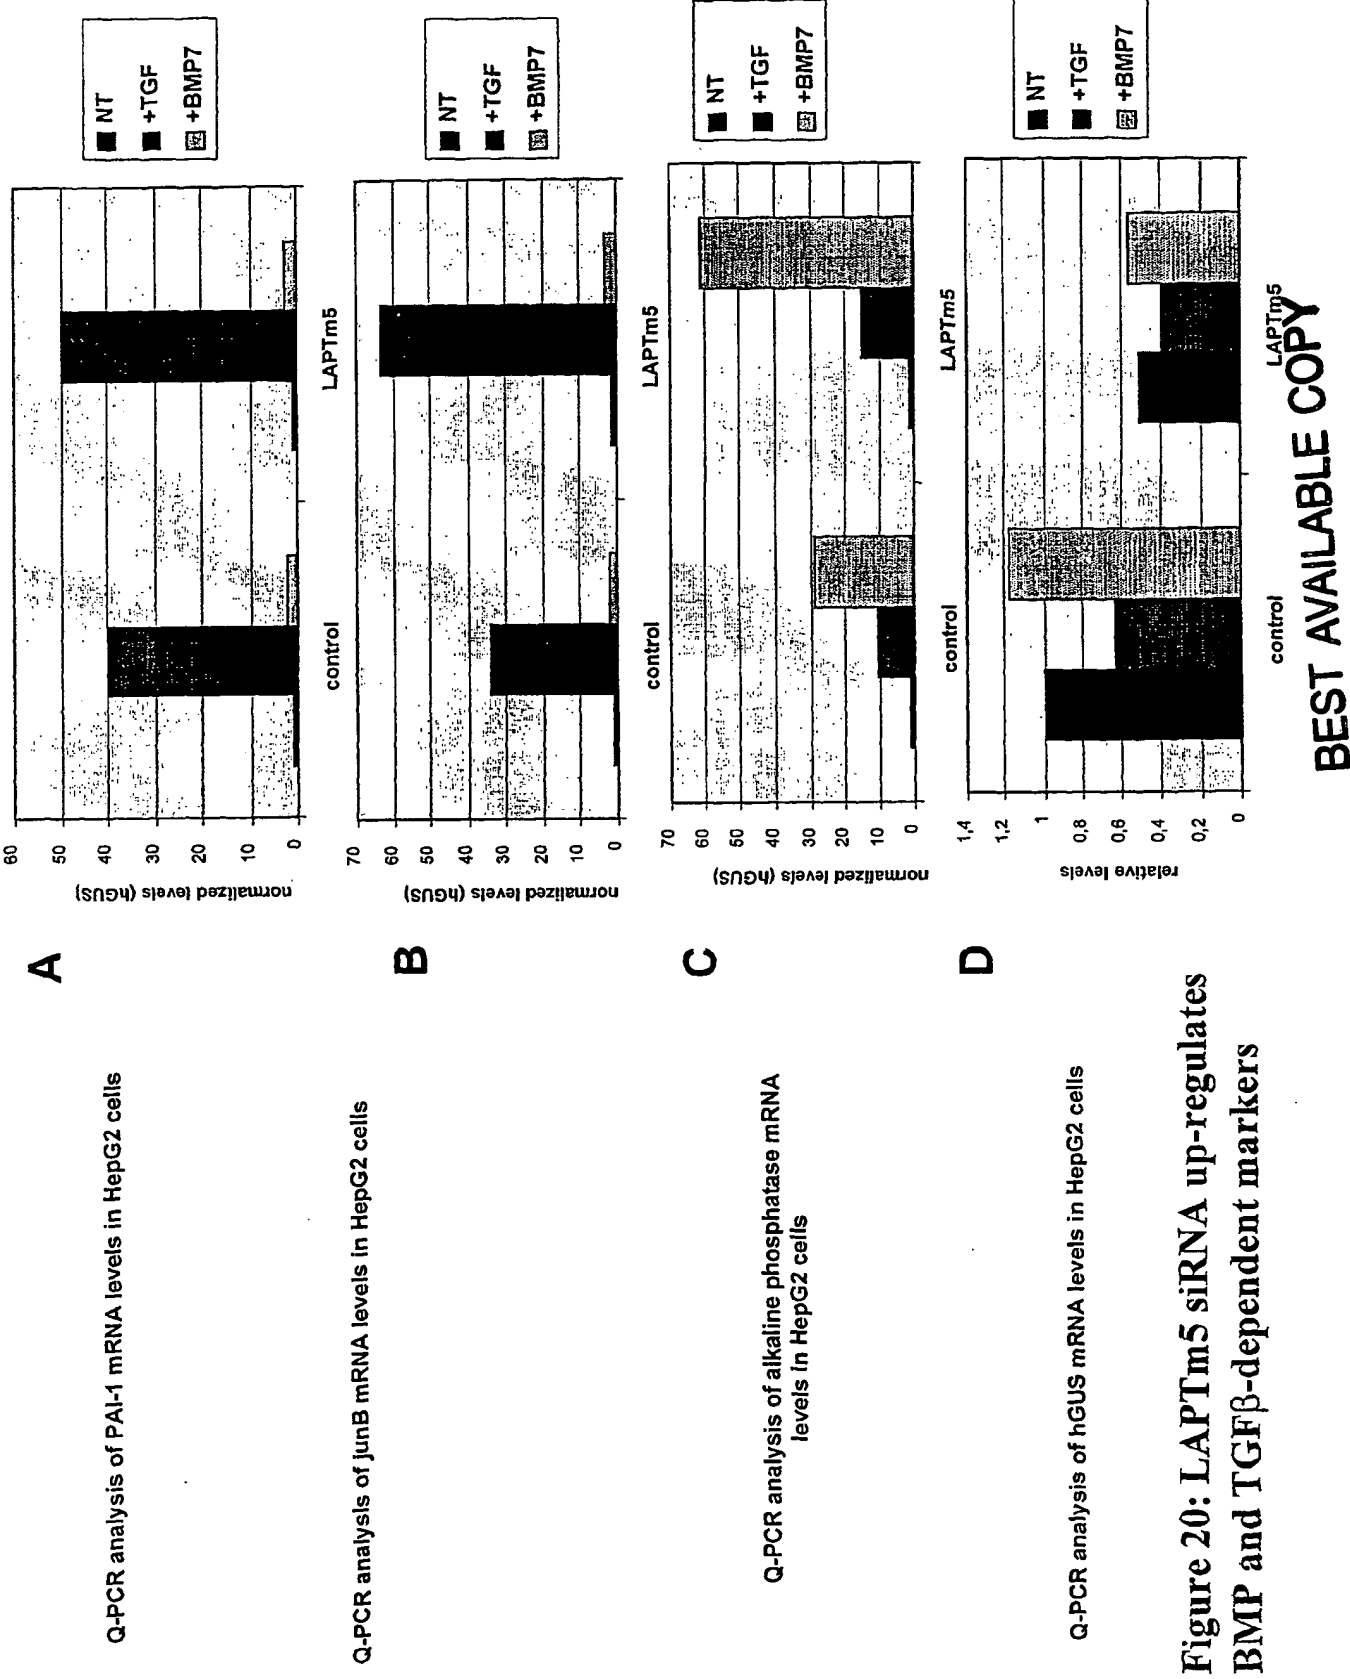 A
Q-PCR analysis of PAI-1 mRNA levels in HepG2 cells
normalized levels (hGUS)
60
50
40
30
20
10
0
control
LAPTm5
NT
+TGF
+BMP7
B
Q-PCR analysis of junB mRNA levels in HepG2 cells
normalized levels (hGUS)
70
60
50
40
30
20
10
0
control
LAPTm5
NT
+TGF
+BMP7
C
Q-PCR analysis of alkaline phosphatase mRNA
levels in HepG2 cells
normalized levels (hGUS)
70
60
50
40
30
20
10
0
control
LAPTm5
NT
+TGF
+BMP7
D
Q-PCR analysis of hGUS mRNA levels in HepG2 cells
relative levels
1,4
1,2
1
0,8
0,6
0,4
0,2
0
control
LAPTm5
NT
+TGF
+BMP7
Figure 20: LAPTm5 siRNA up-regulates
BMP and TGFβ-dependent markers
BEST AVAILABLE COPY